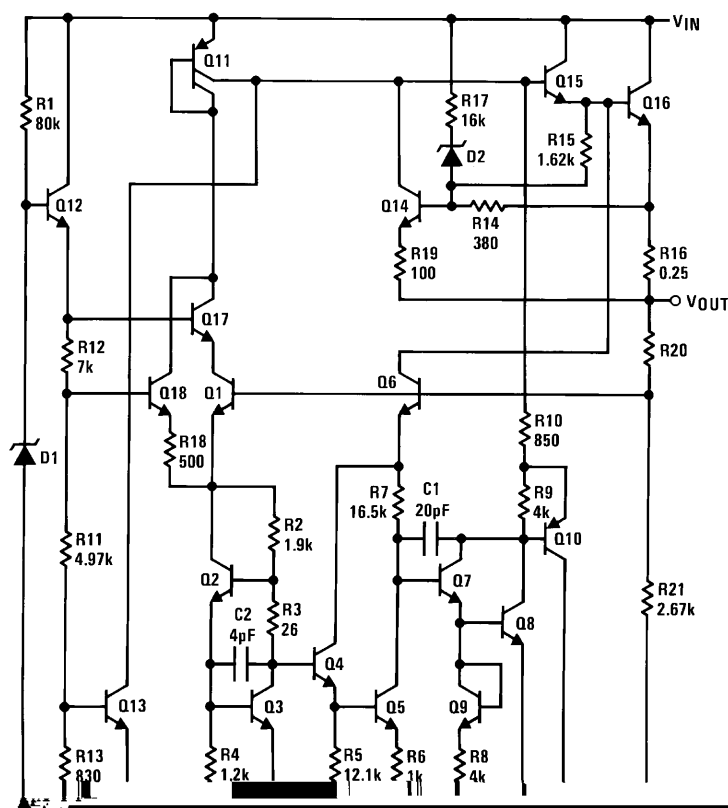 VIN
Q11
Q15
Q16
R1
80k
R17
16k
D2
R15
1.62k
Q12
Q14
R14
380
R19
100
R16
0.25
VOUT
Q17
R12
7k
R20
Q18
Q1
Q6
R18
500
R10
850
D1
R7
16.5k
C1
20pF
R9
4k
Q10
R11
4.97k
R2
1.9k
Q2
Q7
R21
2.67k
R3
26
C2
4pF
Q8
Q4
Q13
Q3
Q5
Q9
R13
830
R4
1.2k
R5
12.1k
R6
1k
R8
4k